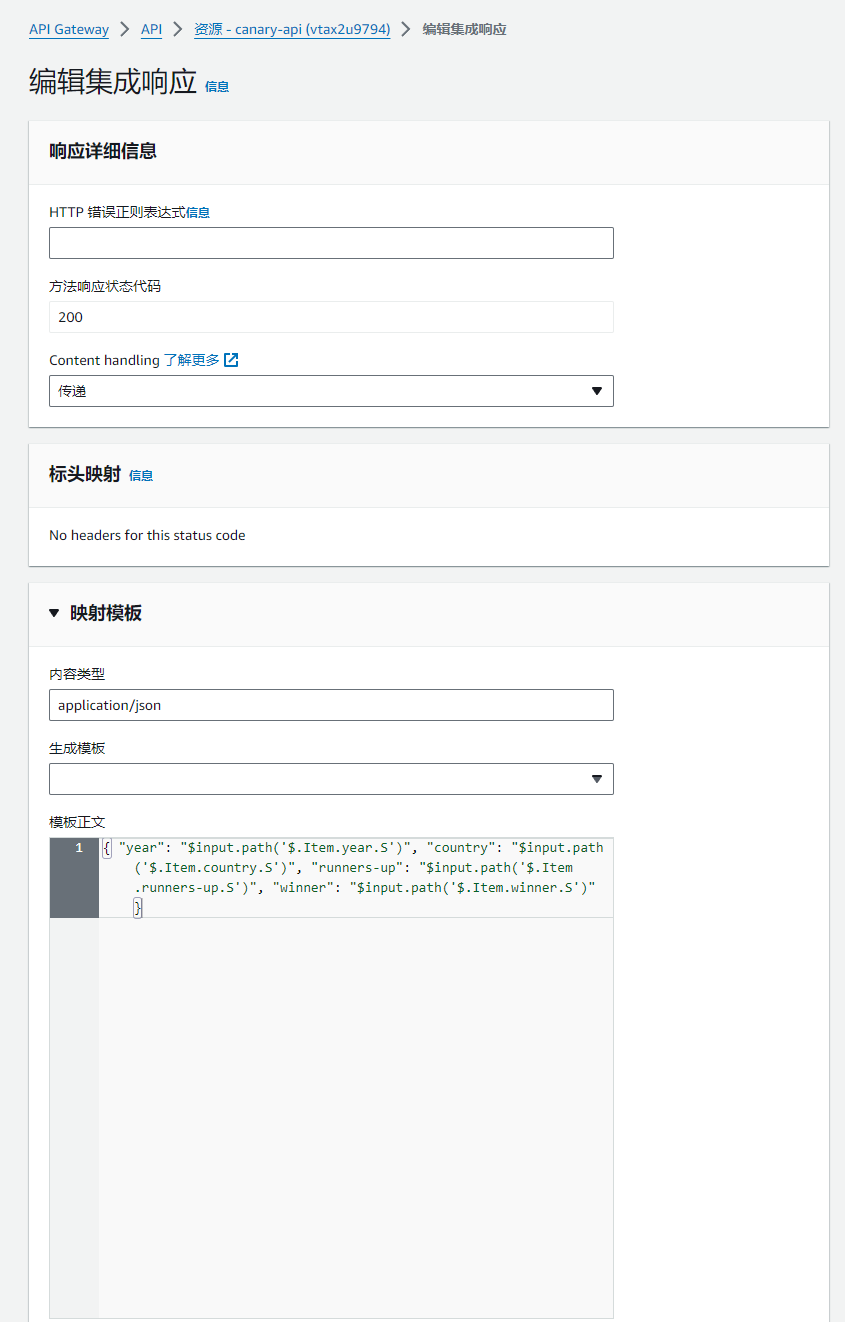 API Gateway > API > 资源 - canary-api (vtax2u9794) > 编辑集成响应
编辑集成响应 信息
响应详细信息
HTTP 错误正则表达式信息
方法响应状态代码
200
Content handling 了解更多
传递
标头映射 信息
No headers for this status code
映射模板
内容类型
application/json
生成模板
模板正文
1 { "year": "$input.path('$.Item.year.S')", "country": "$input.path
('$.Item.country.S')", "runners-up": "$input.path('$.Item
.runners-up.S')", "winner": "$input.path('$.Item.winner.S')"
}